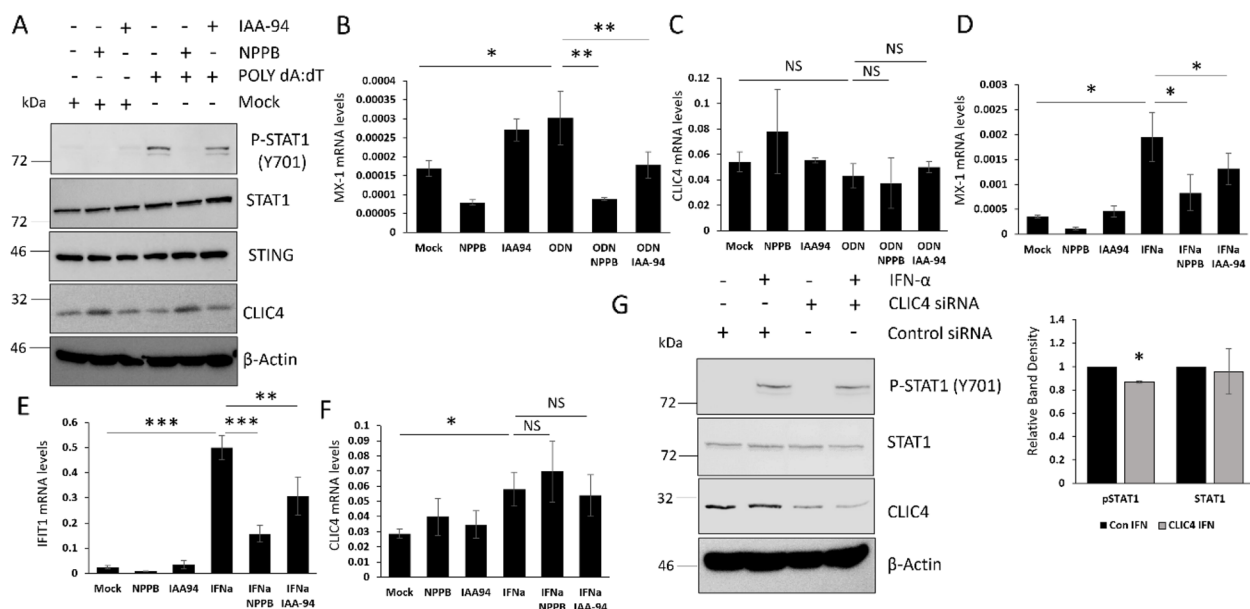 A
- - + - - + IAA-94
- + - - + - NPPB
- - - + + + POLY dA:dT
kDa + + + - - - Mock
72
P-STAT1
(Y701)
72
STAT1
46
STING
32
CLIC4
46
β-Actin
B
MX-1 mRNA levels
*
**
**
0.0004
0.00035
0.0003
0.00025
0.0002
0.00015
0.0001
0.00005
0
Mock NPPB IAA94 ODN ODN ODN
NPPB IAA-94
C
CLIC4 mRNA levels
NS
NS
NS
0.12
0.1
0.08
0.06
0.04
0.02
0
Mock NPPB IAA94 ODN ODN ODN
NPPB IAA-94
D
MX-1 mRNA levels
*
*
*
0.003
0.0025
0.002
0.0015
0.001
0.0005
0
Mock NPPB IAA94 IFNa IFNa IFNa
NPPB IAA-94
E
IFIT1 mRNA levels
***
***
**
0.6
0.5
0.4
0.3
0.2
0.1
0
Mock NPPB IAA94 IFNa IFNa IFNa
NPPB IAA-94
F
CLIC4 mRNA levels
*
NS
NS
0.1
0.09
0.08
0.07
0.06
0.05
0.04
0.03
0.02
0.01
0
Mock NPPB IAA94 IFNa IFNa IFNa
NPPB IAA-94
G
- + - + IFN-α
- - + + CLIC4 siRNA
+ + - - Control siRNA
kDa
72
P-STAT1 (Y701)
72
STAT1
32
CLIC4
46
β-Actin
Relative Band Density
1.4
1.2
1
0.8
0.6
0.4
0.2
0
*
pSTAT1 STAT1
Con IFN CLIC4 IFN